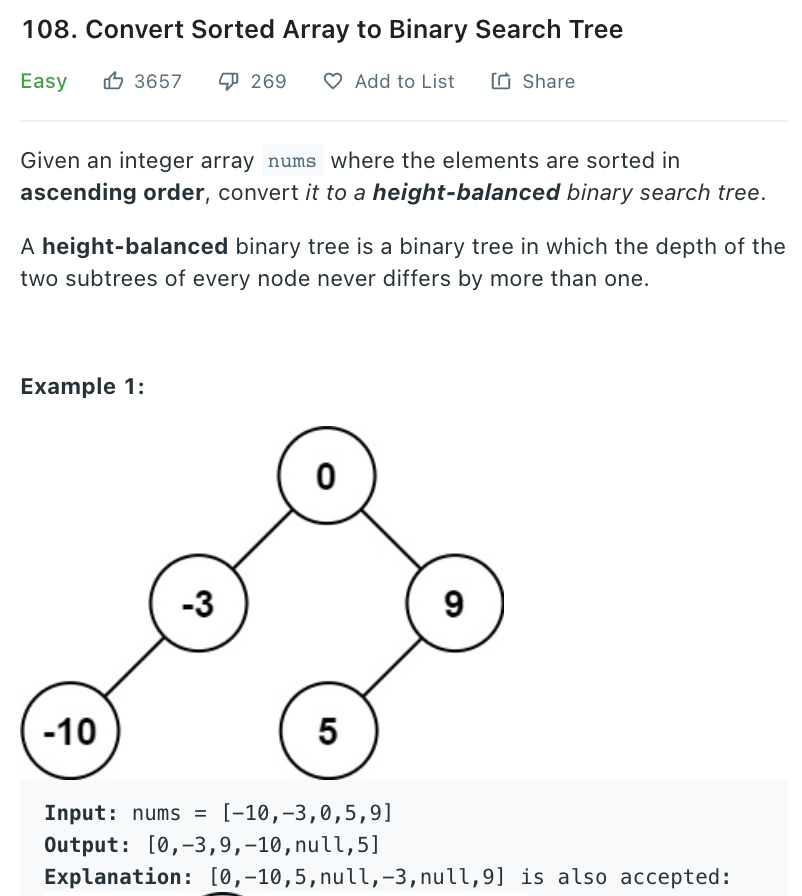 108. Convert Sorted Array to Binary Search Tree
Easy 3657 269 Add to List Share
Given an integer array nums where the elements are sorted in
ascending order, convert it to a height-balanced binary search tree.
A height-balanced binary tree is a binary tree in which the depth of the
two subtrees of every node never differs by more than one.
Example 1:
0
-3 9
-10 5
Input: nums = [-10,-3,0,5,9]
Output: [0,-3,9,-10,null,5]
Explanation: [0,-10,5,null,-3,null,9] is also accepted: